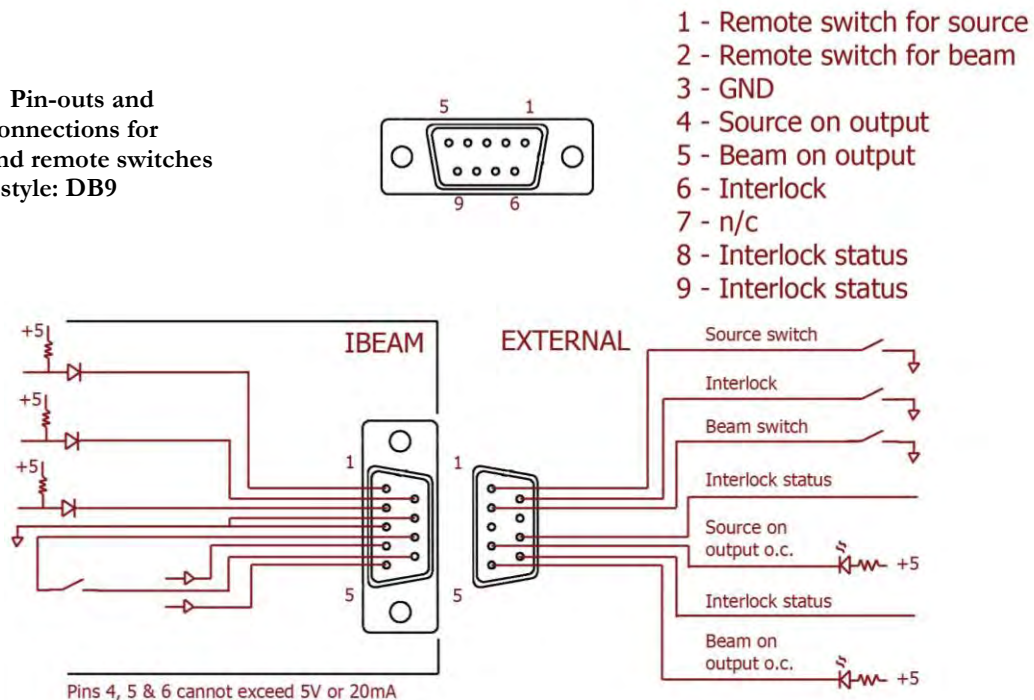 Pin-outs and
onnections for
nd remote switches
style: DB9
5 1
9 6
1 - Remote switch for source
2 - Remote switch for beam
3 - GND
4 - Source on output
5 - Beam on output
6 - Interlock
7 - n/c
8 - Interlock status
9 - Interlock status
+5
+5
+5
IBEAM
1
5
Pins 4, 5 & 6 cannot exceed 5V or 20mA
EXTERNAL
1
5
Source switch
Interlock
Beam switch
Interlock status
Source on
output o.c.
+5
Interlock status
Beam on
output o.c.
+5